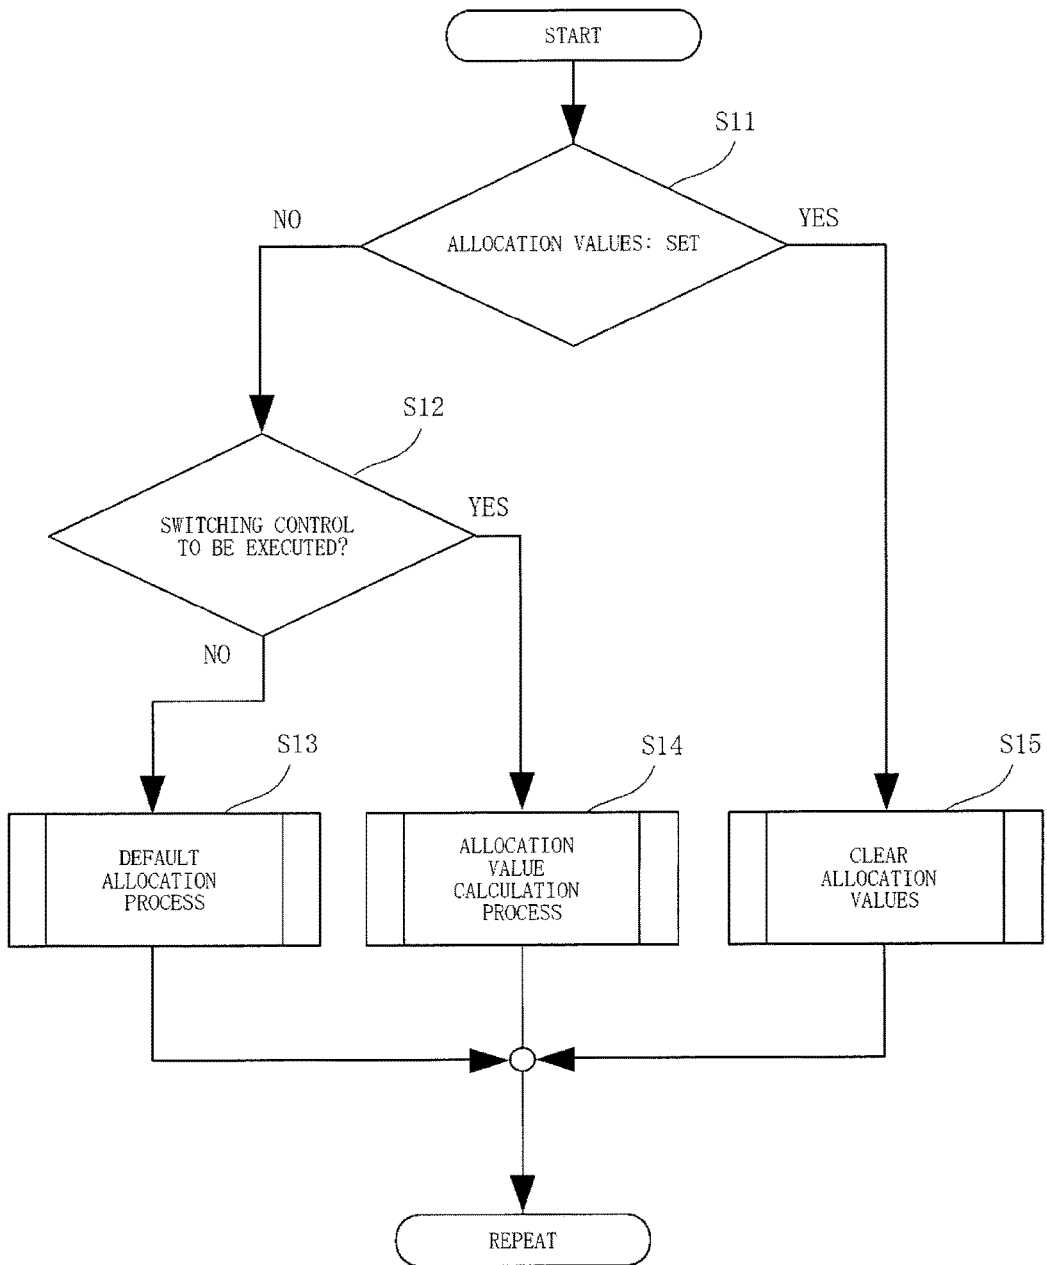 START
S11
NO
YES
ALLOCATION VALUES: SET
S12
YES
SWITCHING CONTROL
TO BE EXECUTED?
NO
S13
S14
S15
DEFAULT
ALLOCATION
PROCESS
ALLOCATION
VALUE
CALCULATION
PROCESS
CLEAR
ALLOCATION
VALUES
REPEAT